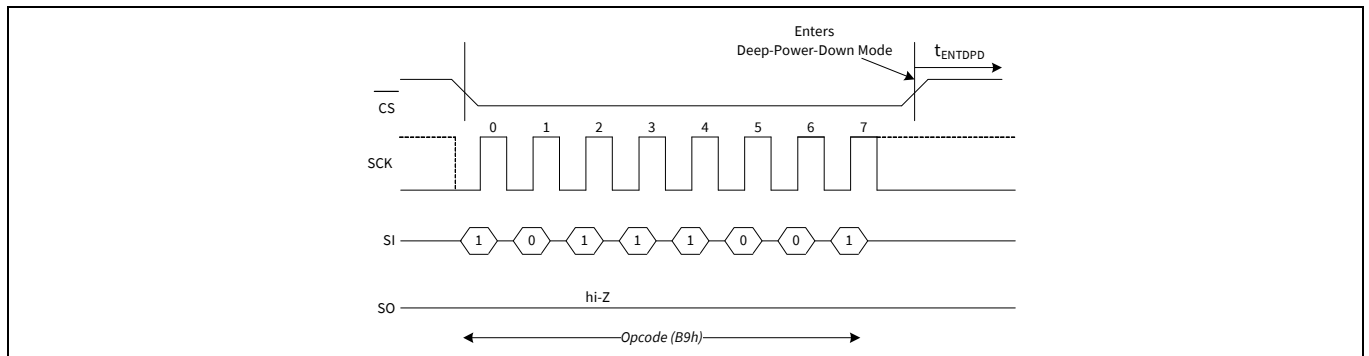 Enters
Deep-Power-Down Mode
tENTDPD
CS
0 1 2 3 4 5 6 7
SCK
SI
1 0 1 1 1 0 0 1
hi-Z
SO
Opcode (B9h)